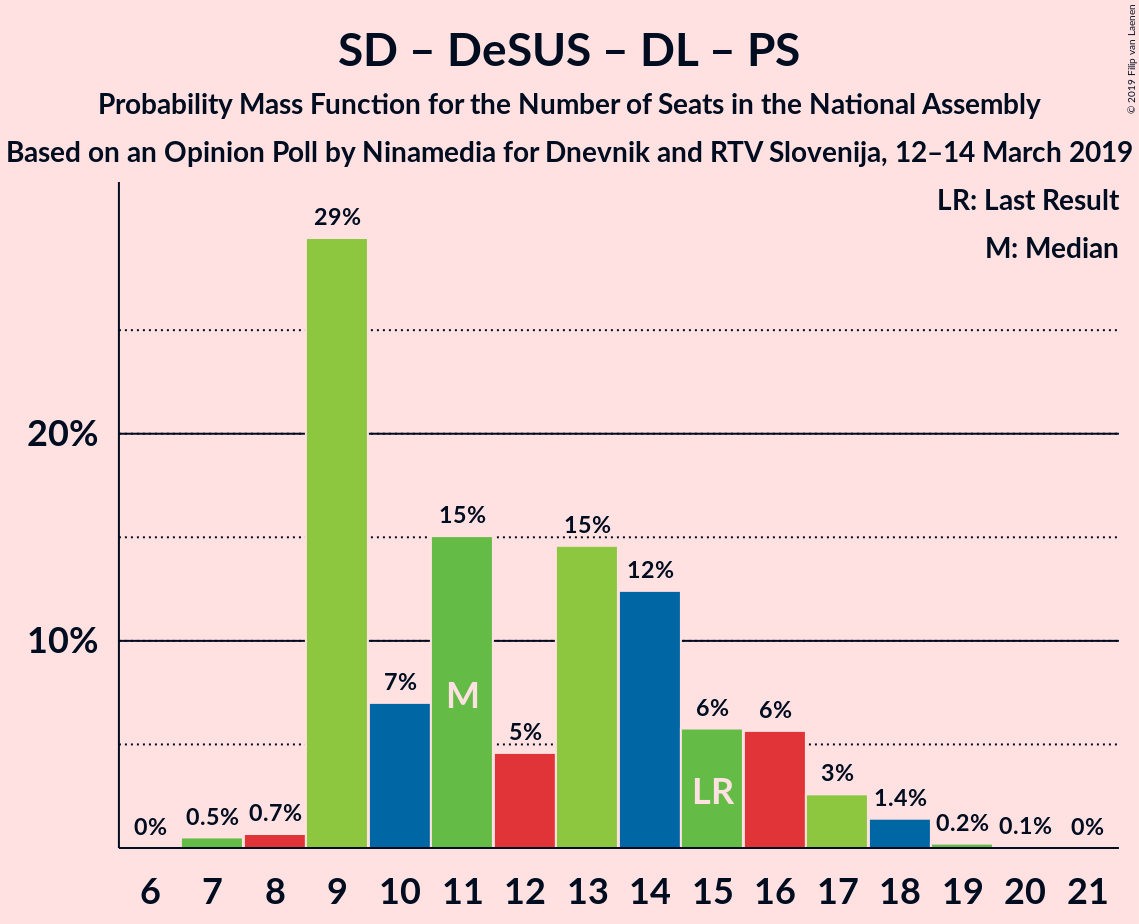 SD – DeSUS – DL – PS
Probability Mass Function for the Number of Seats in the National Assembly
Based on an Opinion Poll by Ninamedia for Dnevnik and RTV Slovenija, 12–14 March 2019
© 2019 Filip van Laenen
LR: Last Result
M: Median
20%
10%
0% 0.5% 0.7% 29% 7% 15% 5% 15% 12% 6% 6% 3% 1.4% 0.2% 0.1% 0%
M
LR
6 7 8 9 10 11 12 13 14 15 16 17 18 19 20 21